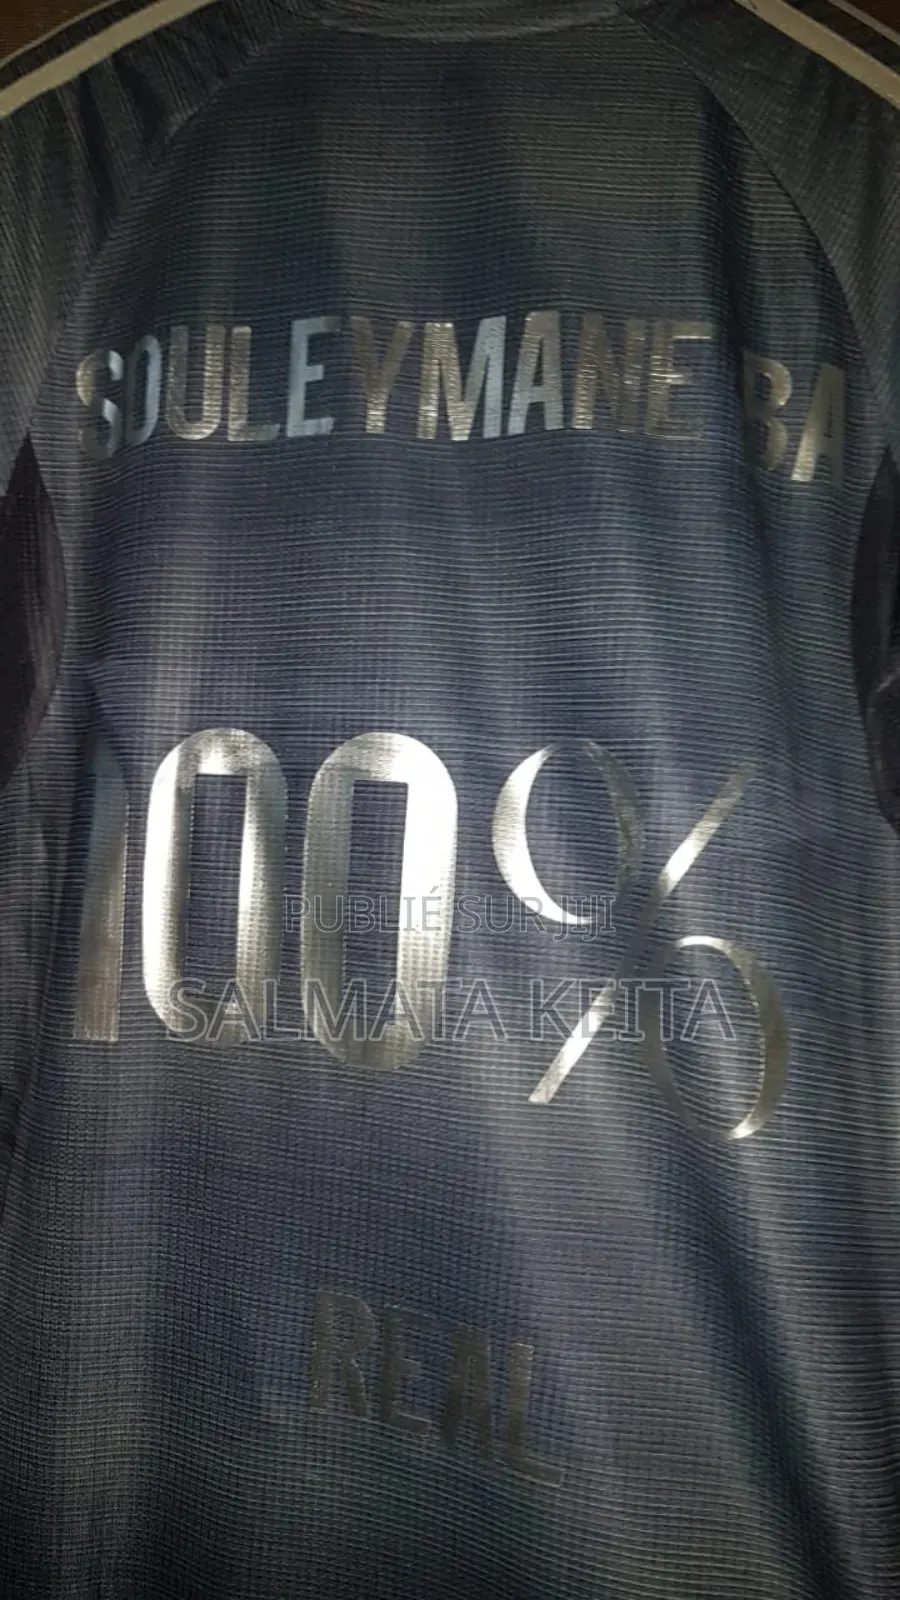 SOULEYMANE BA
100%
PUBLIÉ SUR JIJI
SALMATA KEITA
REAL